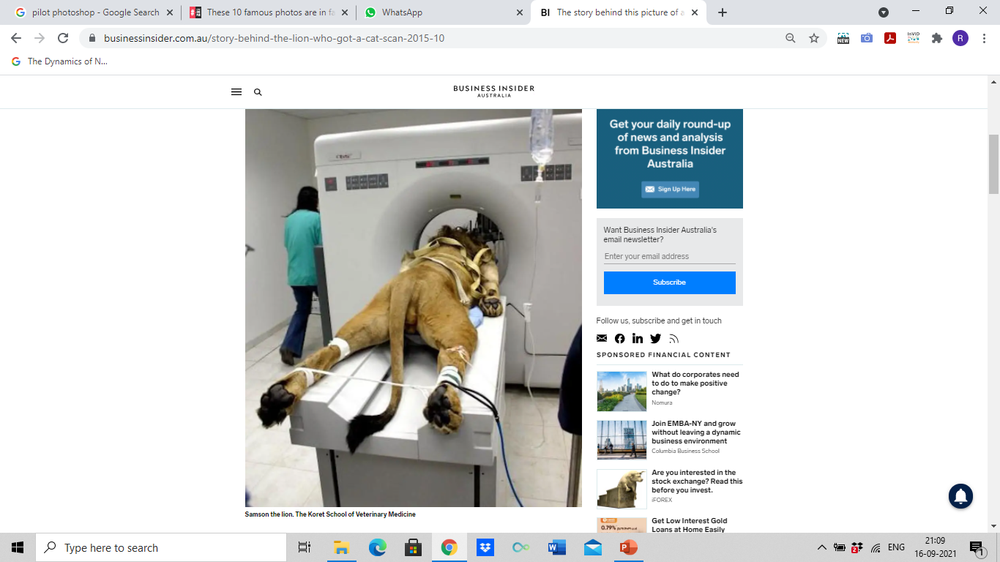 pilot photoshop - Google Search
These 10 famous photos are in fa
WhatsApp
BI The story behind this picture of a
businessinsider.com.au/story-behind-the-lion-who-got-a-cat-scan-2015-10
NEW
InVID
R
The Dynamics of N...
BUSINESS INSIDER
AUSTRALIA
Get your daily round-up
of news and analysis
from Business Insider
Australia
Sign Up Here
Want Business Insider Australia's
email newsletter?
Enter your email address
Subscribe
Follow us, subscribe and get in touch
SPONSORED FINANCIAL CONTENT
What do corporates need
to do to make positive
change?
Nomura
Join EMBA-NY and grow
without leaving a dynamic
business environment
Columbia Business School
Are you interested in the
stock exchange? Read this
before you invest.
iFOREX
0.79%
Get Low Interest Gold
Loans at Home Easily
Samson the lion. The Koret School of Veterinary Medicine
Type here to search
ENG
21:09
16-09-2021
1